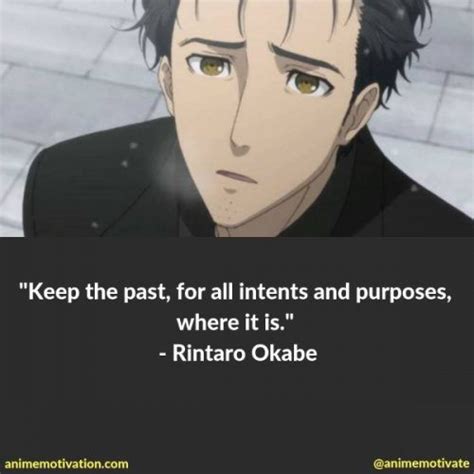 "Keep the past, for all intents and purposes,
where it is."
- Rintaro Okabe
animemotivation.com
@animemotivate